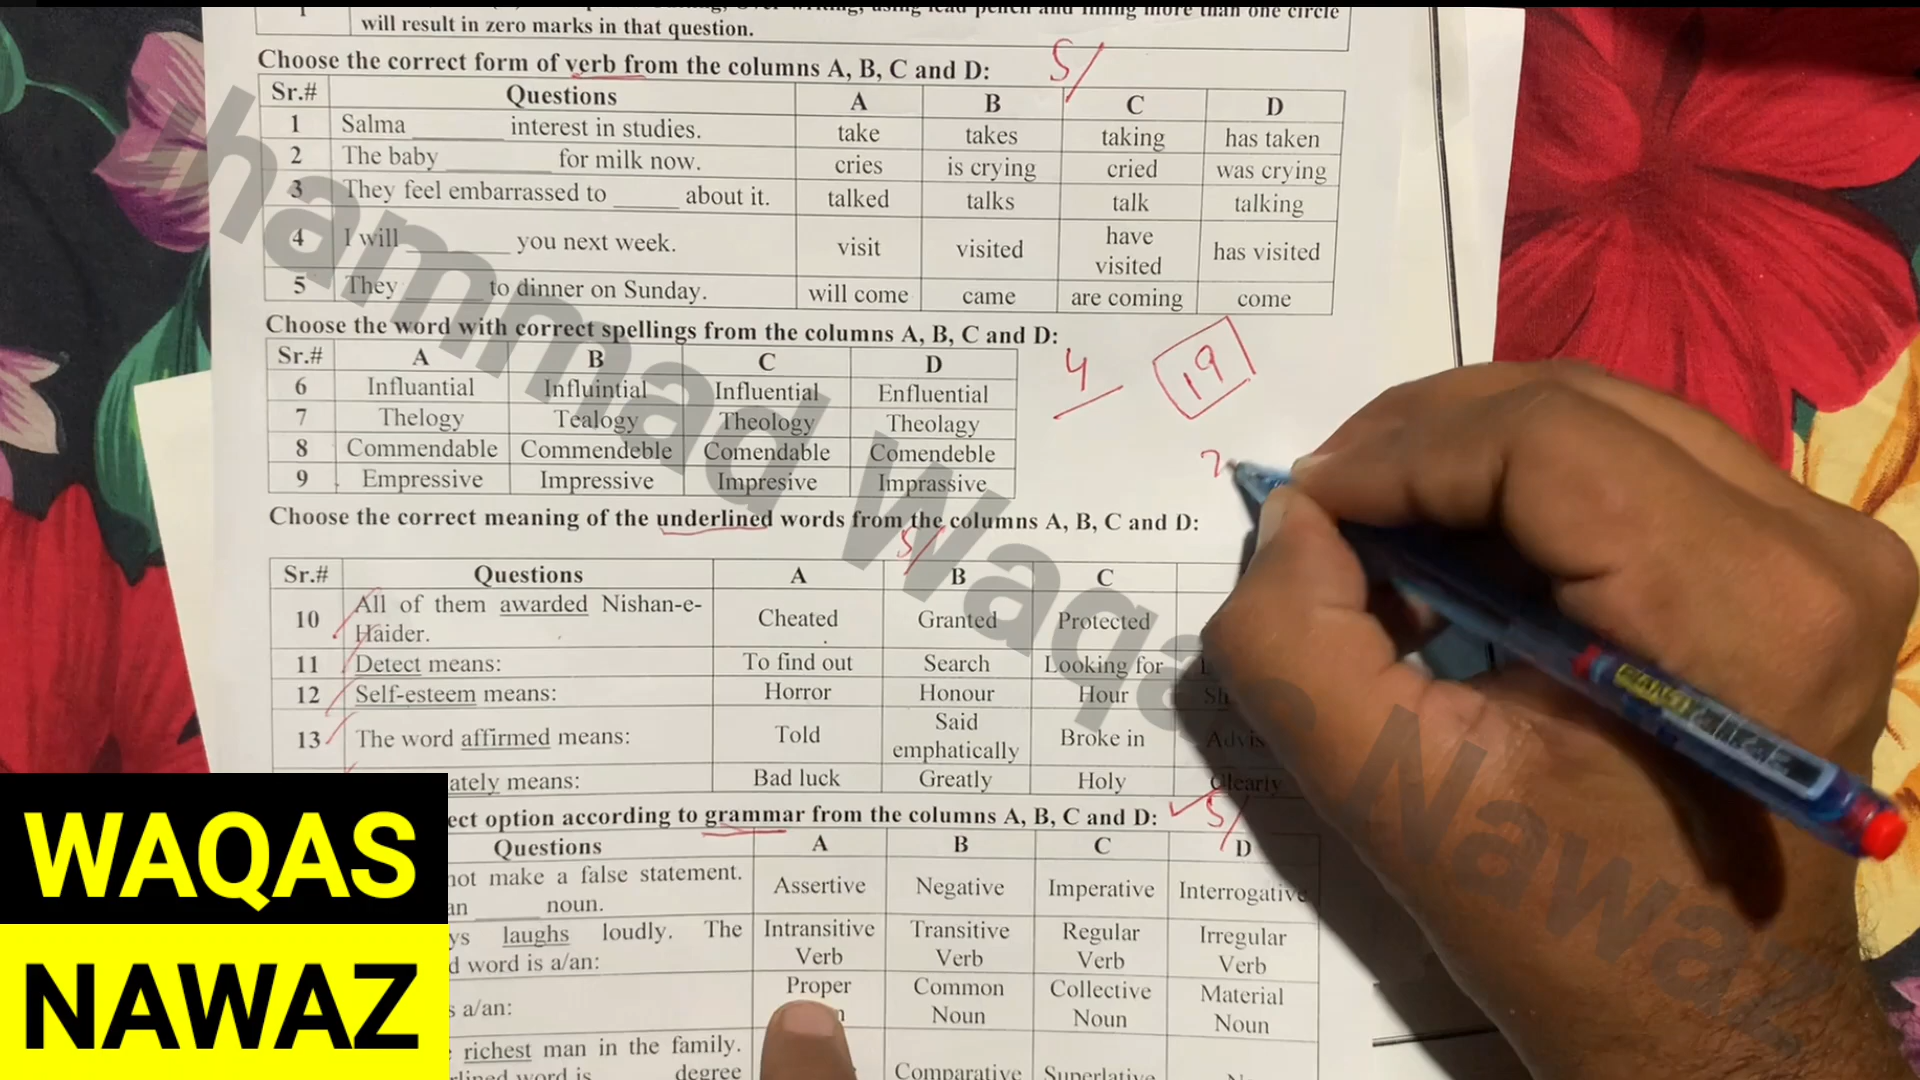 will result in zero marks in that question.
Choose the correct form of verb from the columns A, B, C and D: 5/
Sr.# Questions A B C D
1 Salma ______ interest in studies. take takes taking has taken
2 The baby ______ for milk now. cries is crying cried was crying
3 They feel embarrassed to _____ about it. talked talks talk talking
4 I will ______ you next week. visit visited have visited has visited
5 They ______ to dinner on Sunday. will come came are coming come
Choose the word with correct spellings from the columns A, B, C and D:
Sr.# A B C D
4 19
6 Influantial Influintial Influential Enfluential
7 Thelogy Tealogy Theology Theolagy
8 Commendable Commendeble Comendable Comendeble
9 Empressive Impressive Impresive Imprassive
Choose the correct meaning of the underlined words from the columns A, B, C and D:
5/
Sr.# Questions A B C
10 All of them awarded Nishan-e-Haider. Cheated Granted Protected
11 Detect means: To find out Search Looking for
12 Self-esteem means: Horror Honour Hour
13 The word affirmed means: Told Said emphatically Broke in Advis
ately means: Bad luck Greatly Holy Clearly
ect option according to grammar from the columns A, B, C and D: 5/
Questions A B C D
not make a false statement.
an ______ noun. Assertive Negative Imperative Interrogative
ys laughs loudly. The
d word is a/an: Intransitive Verb Transitive Verb Regular Verb Irregular Verb
s a/an: Proper Common Noun Collective Noun Material Noun
richest man in the family.
lined word is ______ degree Comparative Superlative
WAQAS
NAWAZ
hammad Waqas Nawaz